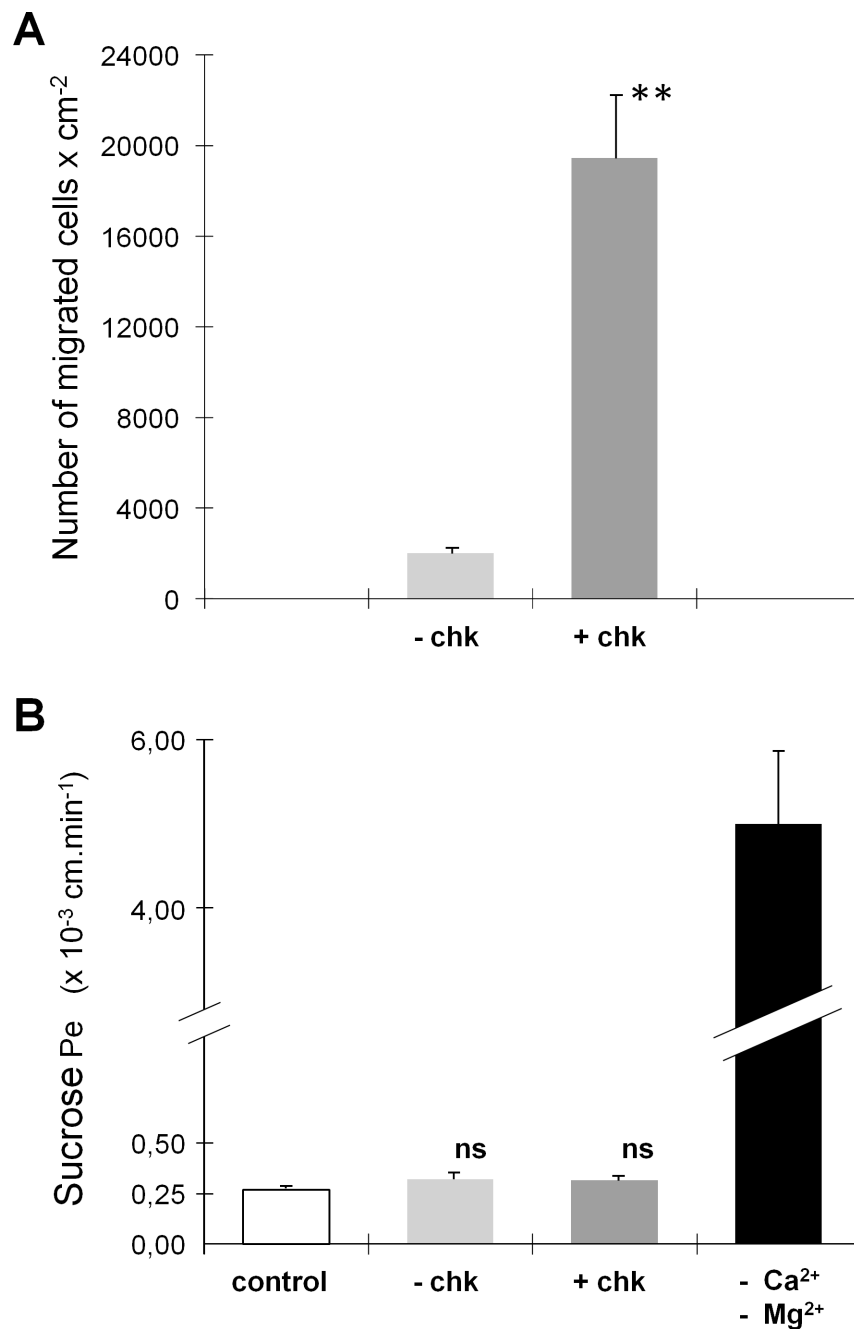 A
Number of migrated cells x cm-2
24000
20000
16000
12000
8000
4000
0
**
- chk
+ chk
B
Sucrose Pe (x 10-3 cm.min-1)
6,00
4,00
0,50
0,25
0,00
ns
ns
control
- chk
+ chk
- Ca2+
- Mg2+